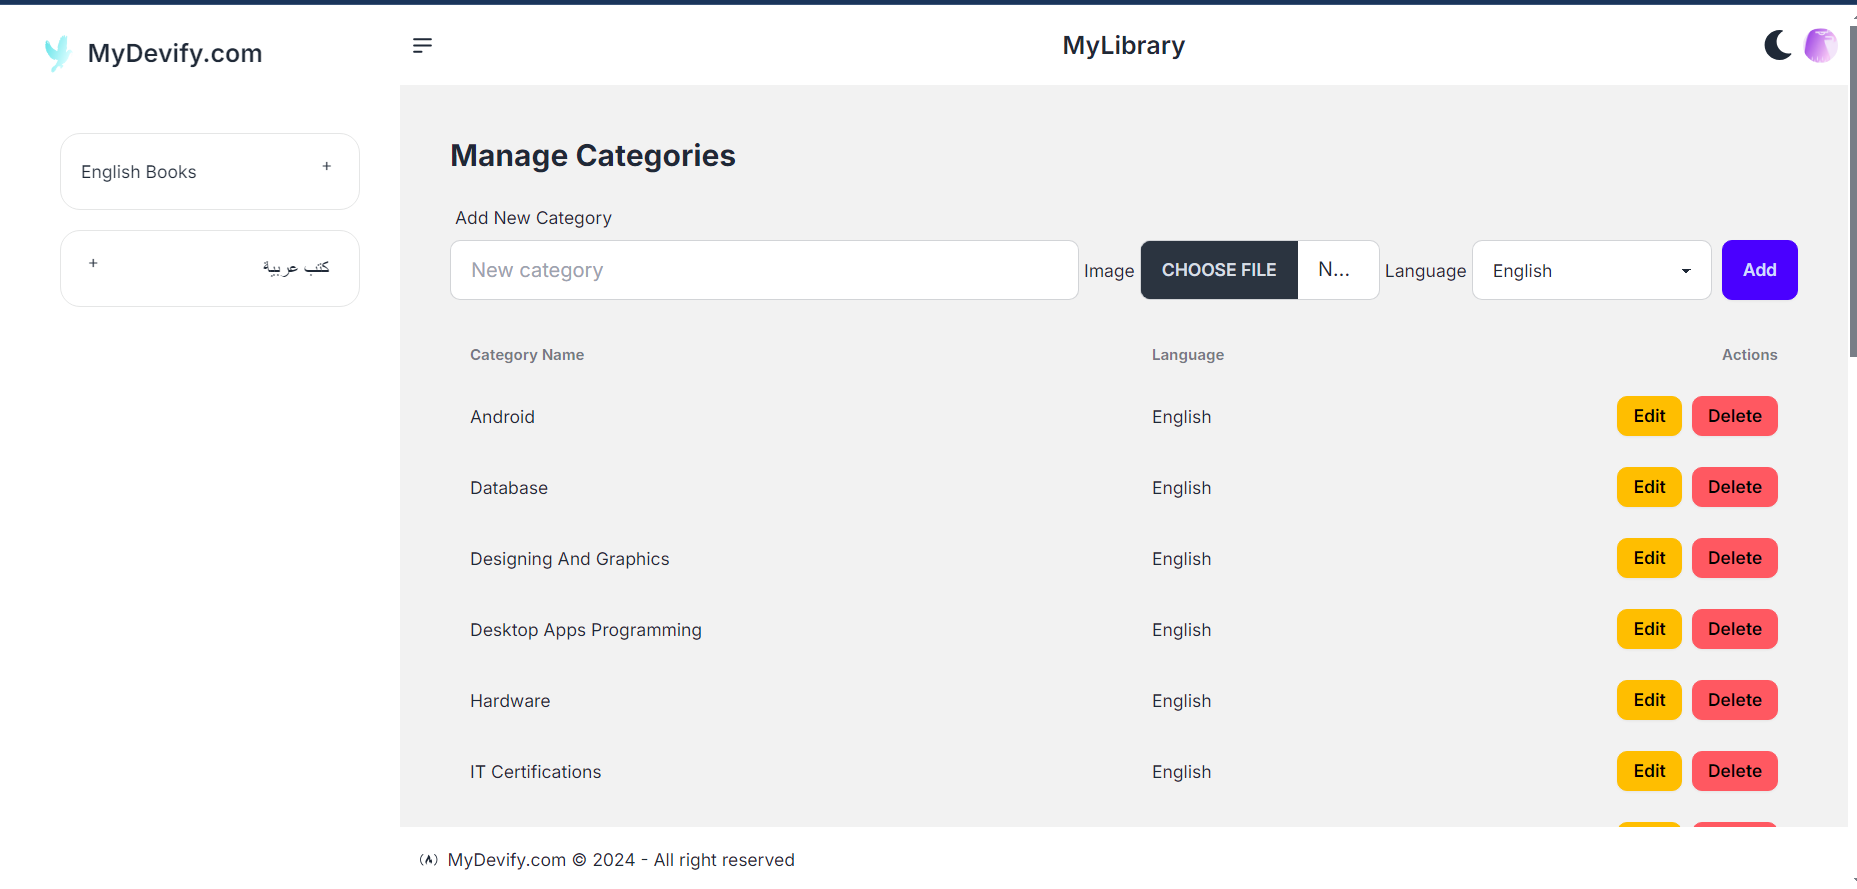 MyDevify.com
MyLibrary
English Books +
كتب عربية +
Manage Categories
Add New Category
New category Image CHOOSE FILE N... Language English Add
Category Name Language Actions
Android English Edit Delete
Database English Edit Delete
Designing And Graphics English Edit Delete
Desktop Apps Programming English Edit Delete
Hardware English Edit Delete
IT Certifications English Edit Delete
MyDevify.com © 2024 - All right reserved